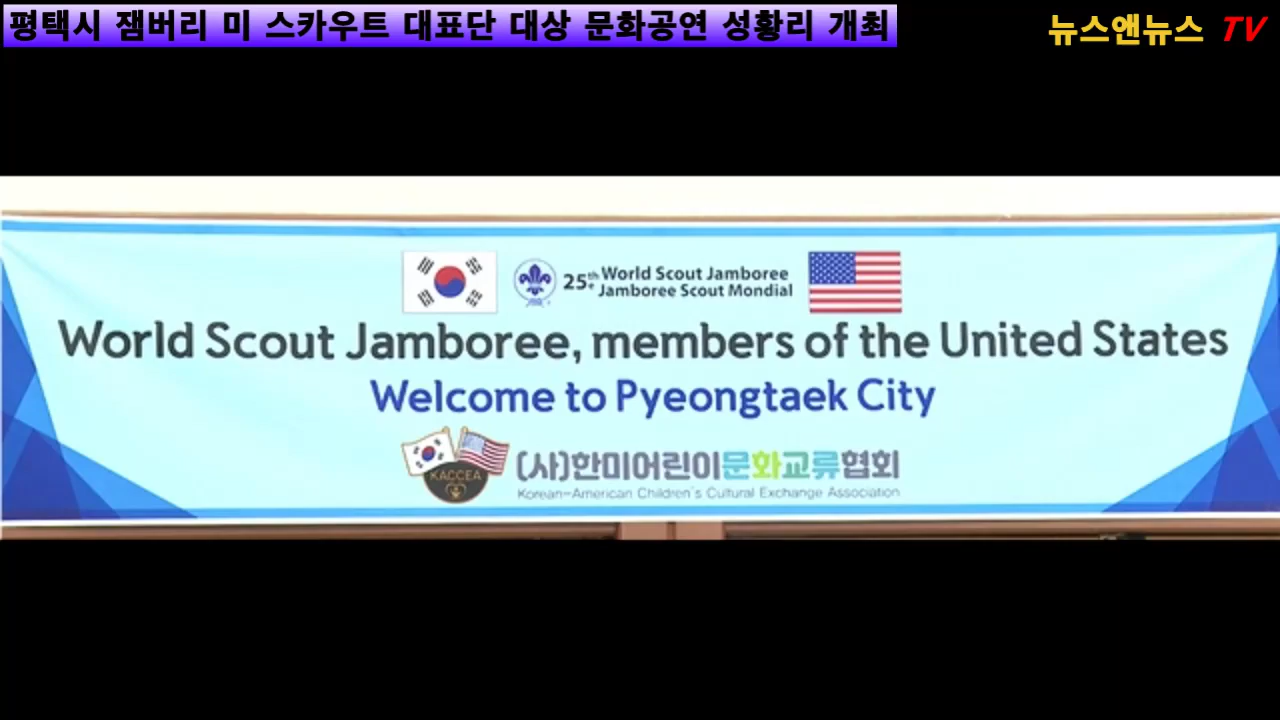 평택시 잼버리 미 스카우트 대표단 대상 문화공연 성황리 개최
뉴스앤뉴스 TV
25th World Scout Jamboree
Jamboree Scout Mondial
World Scout Jamboree, members of the United States
Welcome to Pyeongtaek City
KACCEA
(사)한미어린이문화교류협회
Korean-American Children's Cultural Exchange Association